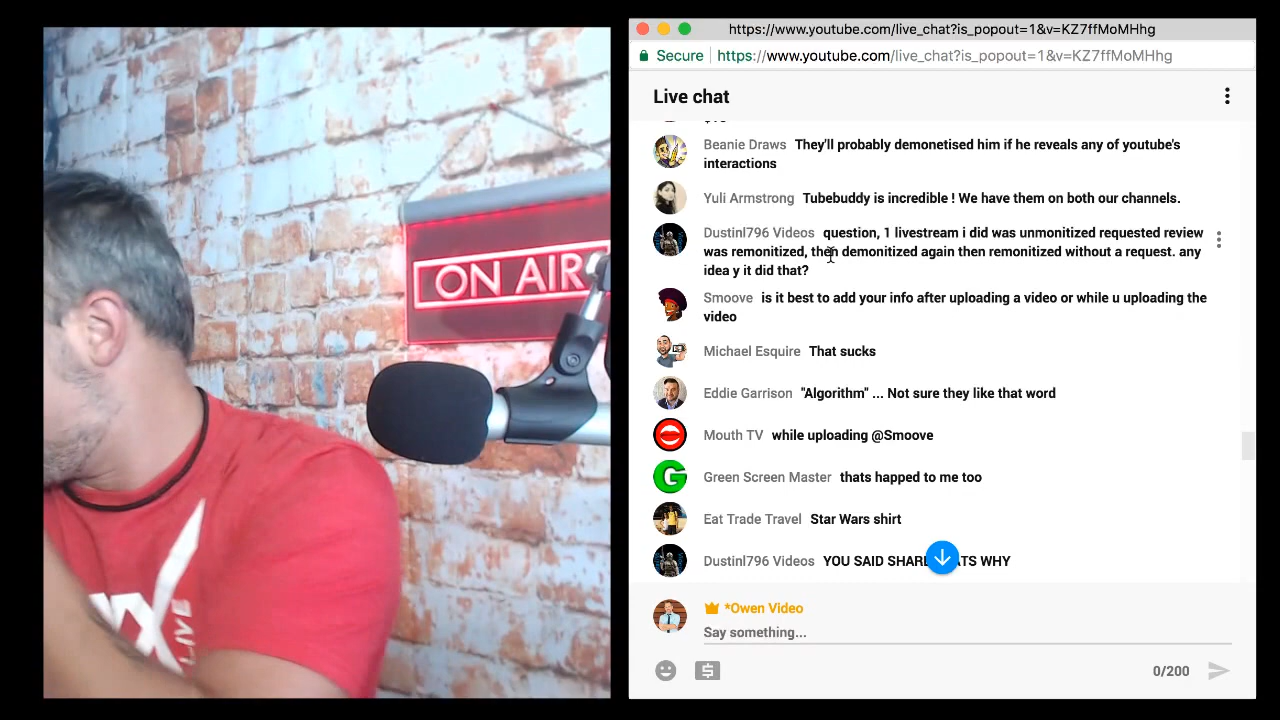 https://www.youtube.com/live_chat?is_popout=1&v=KZ7ffMoMHhg
Secure https://www.youtube.com/live_chat?is_popout=1&v=KZ7ffMoMHhg
Live chat
Beanie Draws They'll probably demonetised him if he reveals any of youtube's
interactions
Yuli Armstrong Tubebuddy is incredible ! We have them on both our channels.
Dustinl796 Videos question, 1 livestream i did was unmonitized requested review
was remonitized, then demonitized again then remonitized without a request. any
idea y it did that?
Smoove is it best to add your info after uploading a video or while u uploading the
video
Michael Esquire That sucks
Eddie Garrison "Algorithm" ... Not sure they like that word
Mouth TV while uploading @Smoove
G
Green Screen Master thats happed to me too
Eat Trade Travel Star Wars shirt
Dustinl796 Videos YOU SAID SHARE WHY
*Owen Video
Say something...
0/200
ON AIR
LIVE